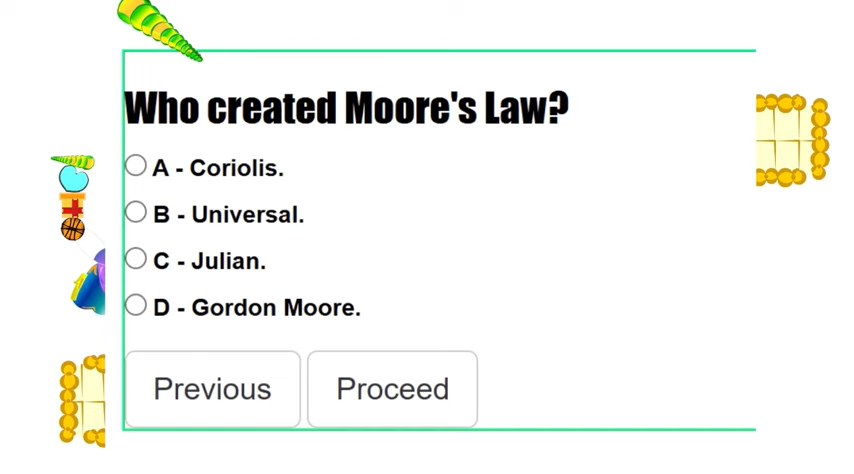 Who created Moore's Law?
A - Coriolis.
B - Universal.
C - Julian.
D - Gordon Moore.
Previous Proceed